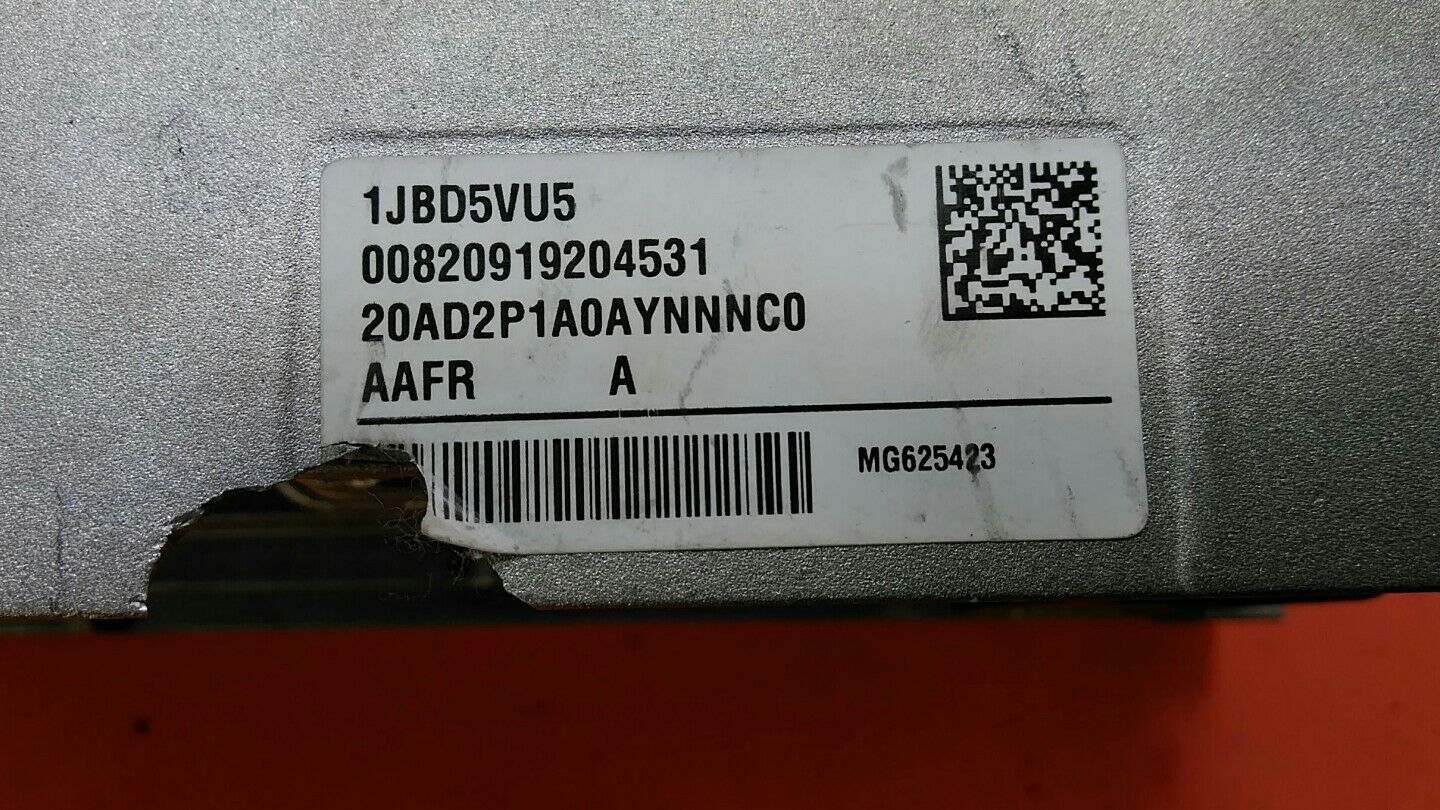 1JBD5VU5
00820919204531
20AD2P1A0AYNNNC0
AAFR A
MG625423